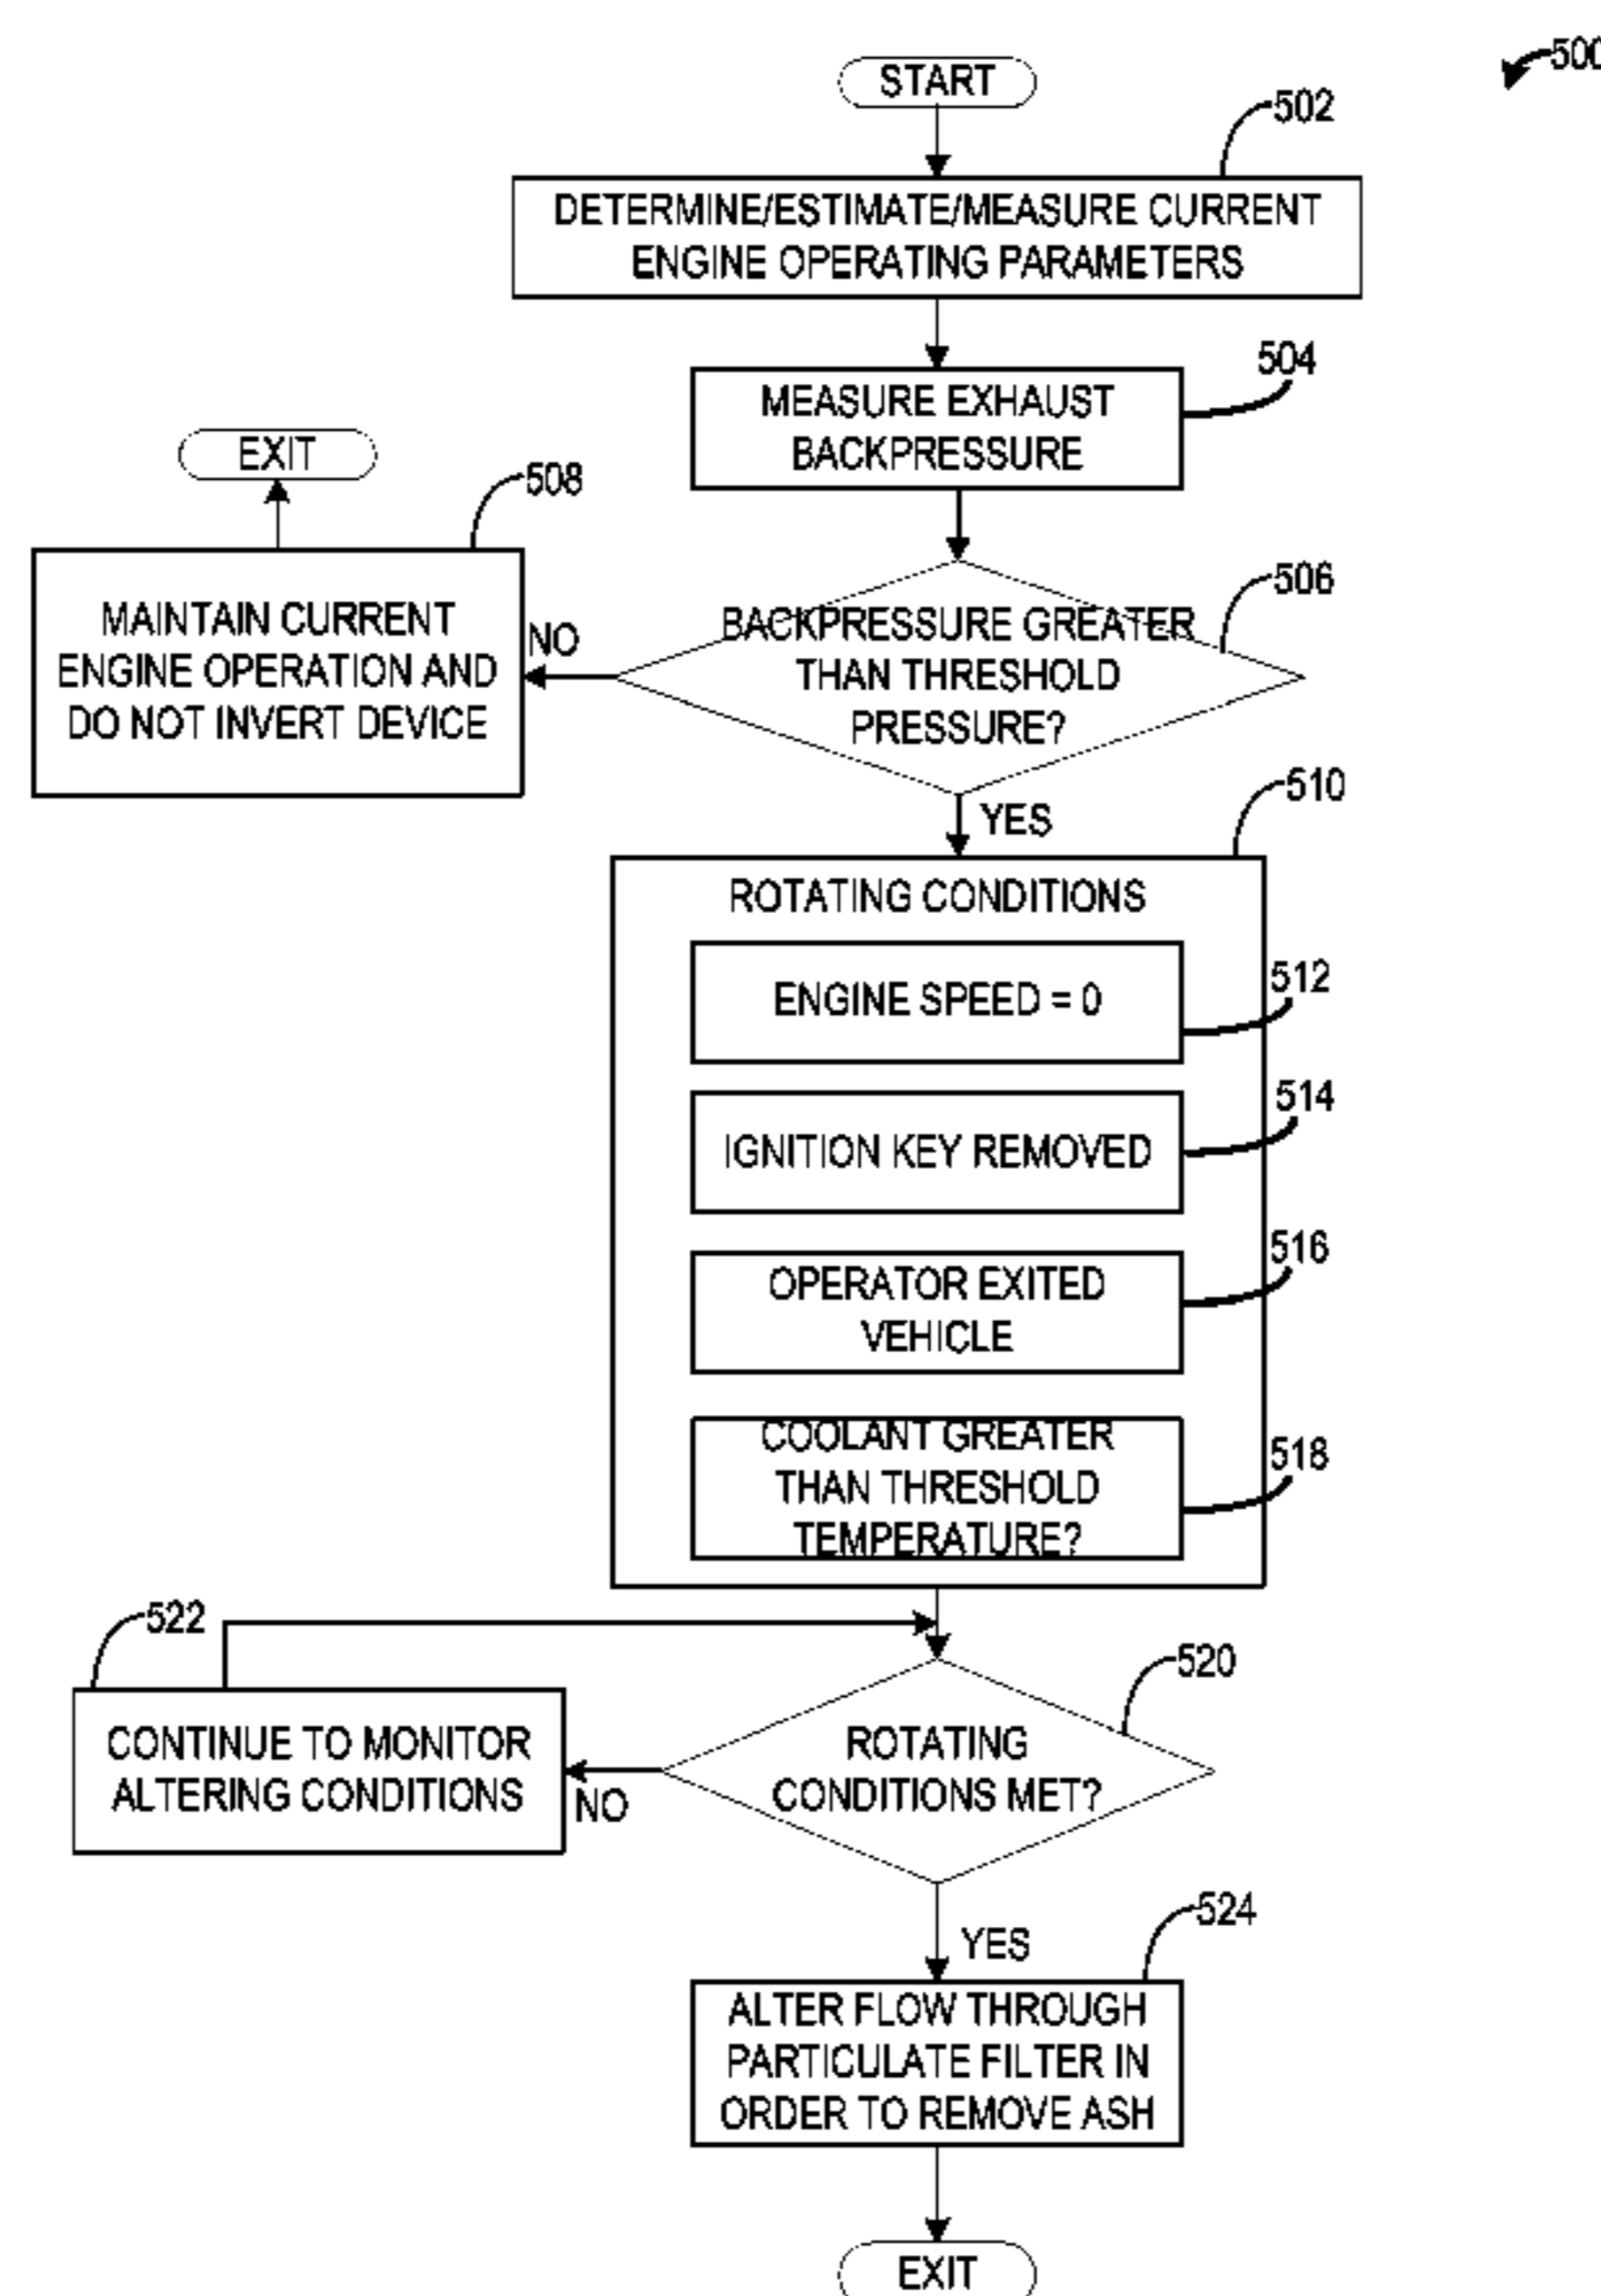 500
START
502
DETERMINE/ESTIMATE/MEASURE CURRENT
ENGINE OPERATING PARAMETERS
504
MEASURE EXHAUST
BACKPRESSURE
EXIT
508
MAINTAIN CURRENT
ENGINE OPERATION AND
DO NOT INVERT DEVICE
NO
506
BACKPRESSURE GREATER
THAN THRESHOLD
PRESSURE?
YES
510
ROTATING CONDITIONS
ENGINE SPEED = 0
512
IGNITION KEY REMOVED
514
OPERATOR EXITED
VEHICLE
516
COOLANT GREATER
THAN THRESHOLD
TEMPERATURE?
518
522
CONTINUE TO MONITOR
ALTERING CONDITIONS
NO
520
ROTATING
CONDITIONS MET?
YES
524
ALTER FLOW THROUGH
PARTICULATE FILTER IN
ORDER TO REMOVE ASH
EXIT